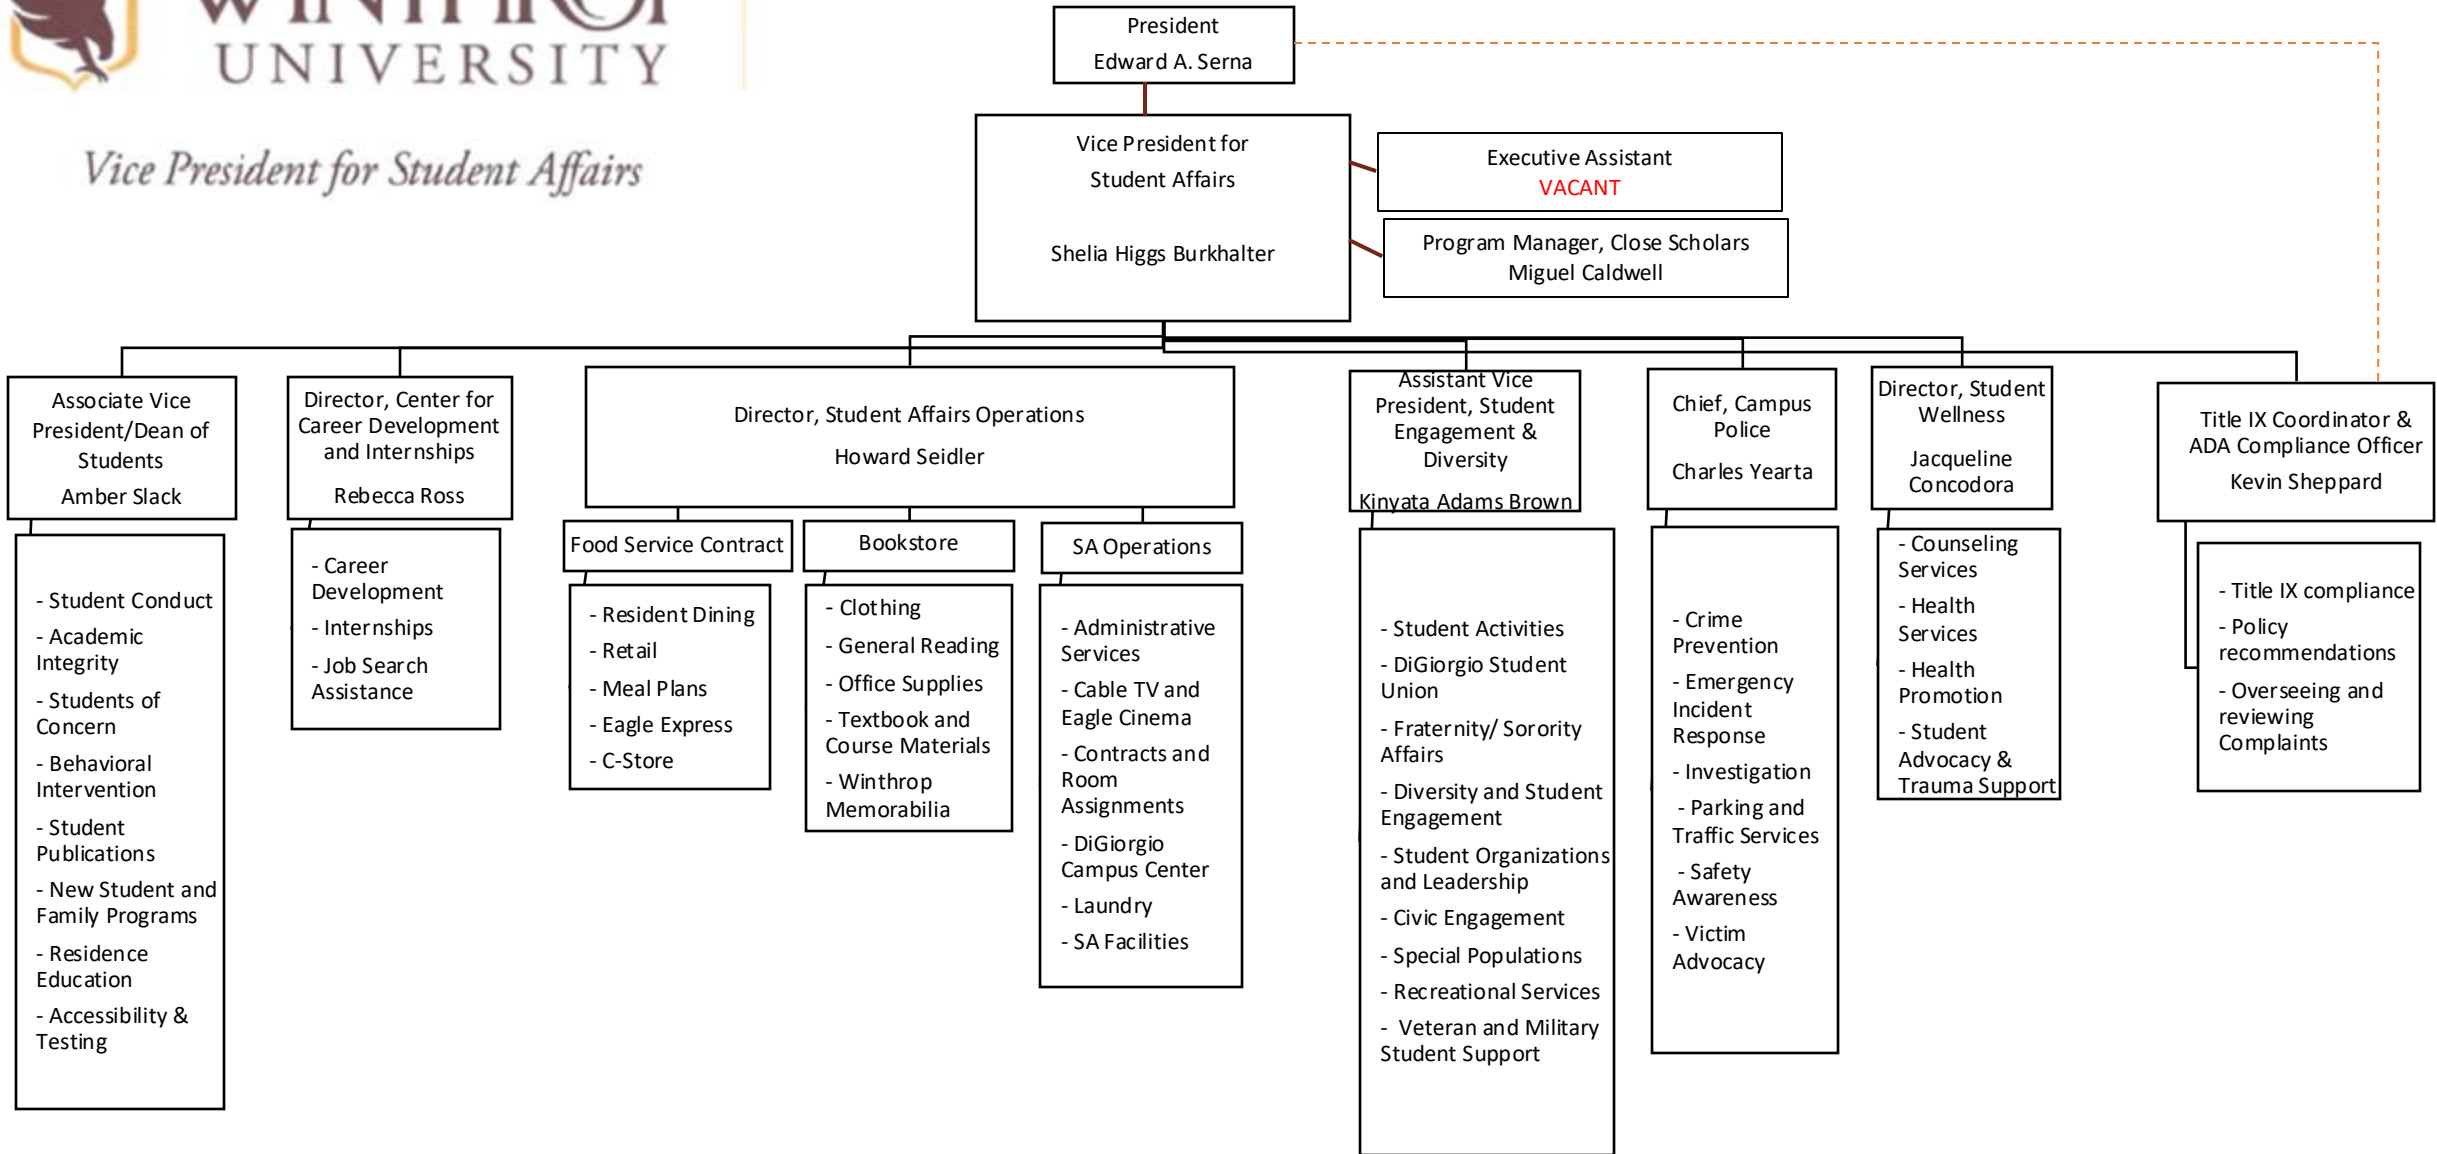 WINTHROP
UNIVERSITY
Vice President for Student Affairs
President
Edward A. Serna
Vice President for
Student Affairs
Shelia Higgs Burkhalter
Executive Assistant
VACANT
Program Manager, Close Scholars
Miguel Caldwell
Associate Vice
President/Dean of
Students
Amber Slack
- Student Conduct
- Academic
Integrity
- Students of
Concern
- Behavioral
Intervention
- Student
Publications
- New Student and
Family Programs
- Residence
Education
- Accessibility &
Testing
Director, Center for
Career Development
and Internships
Rebecca Ross
- Career
Development
- Internships
- Job Search
Assistance
Director, Student Affairs Operations
Howard Seidler
Food Service Contract
- Resident Dining
- Retail
- Meal Plans
- Eagle Express
- C-Store
Bookstore
- Clothing
- General Reading
- Office Supplies
- Textbook and
Course Materials
- Winthrop
Memorabilia
SA Operations
- Administrative
Services
- Cable TV and
Eagle Cinema
- Contracts and
Room
Assignments
- DiGiorgio
Campus Center
- Laundry
- SA Facilities
Assistant Vice
President, Student
Engagement &
Diversity
Kinyata Adams Brown
- Student Activities
- DiGiorgio Student
Union
- Fraternity/ Sorority
Affairs
- Diversity and Student
Engagement
- Student Organizations
and Leadership
- Civic Engagement
- Special Populations
- Recreational Services
- Veteran and Military
Student Support
Chief, Campus
Police
Charles Yearta
- Crime
Prevention
- Emergency
Incident
Response
- Investigation
- Parking and
Traffic Services
- Safety
Awareness
- Victim
Advocacy
Director, Student
Wellness
Jacqueline
Concodora
- Counseling
Services
- Health
Services
- Health
Promotion
- Student
Advocacy &
Trauma Support
Title IX Coordinator &
ADA Compliance Officer
Kevin Sheppard
- Title IX compliance
- Policy
recommendations
- Overseeing and
reviewing
Complaints